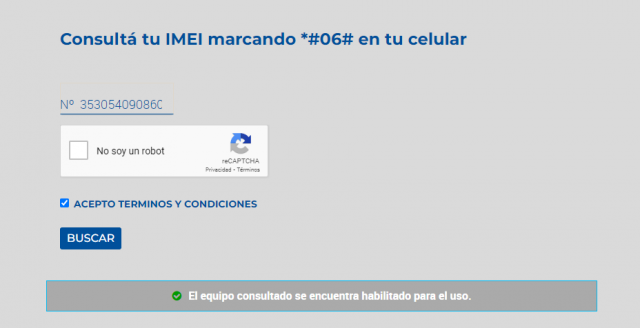 Consultá tu IMEI marcando *#06# en tu celular
Nº 35305409086C
No soy un robot
reCAPTCHA
Privacidad - Términos
ACEPTO TERMINOS Y CONDICIONES
BUSCAR
El equipo consultado se encuentra habilitado para el uso.